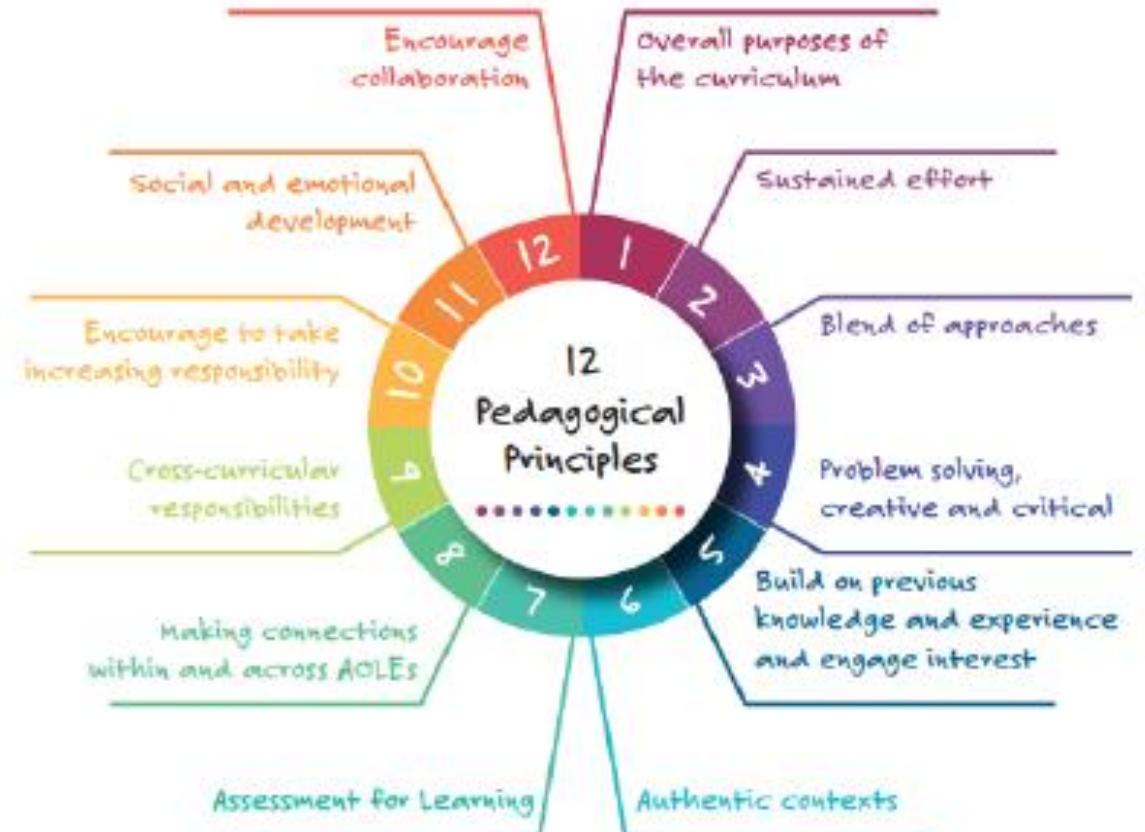 12
Pedagogical
Principles
1
Overall purposes of
the curriculum
2
Sustained effort
3
Blend of approaches
4
Problem solving,
creative and critical
5
Build on previous
knowledge and experience
and engage interest
6
Authentic contexts
7
Assessment for Learning
8
Making connections
within and across AOLEs
9
Cross-curricular
responsibilities
10
Encourage to take
increasing responsibility
11
Social and emotional
development
12
Encourage
collaboration